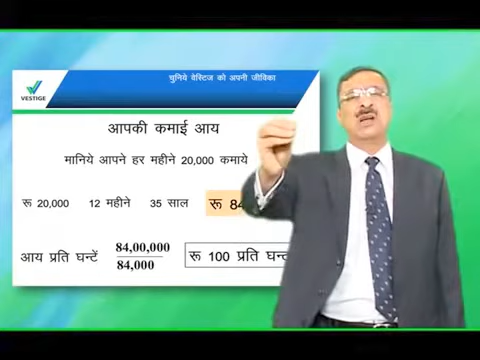 चुनिये वेस्टिज को अपनी जीविका
VESTIGE
आपकी कमाई आय
मानिये आपने हर महीने 20,000 कमाये
रू 20,000 12 महीने 35 साल रू 84
आय प्रति घन्टें 84,00,000 रू 100 प्रति
84,000